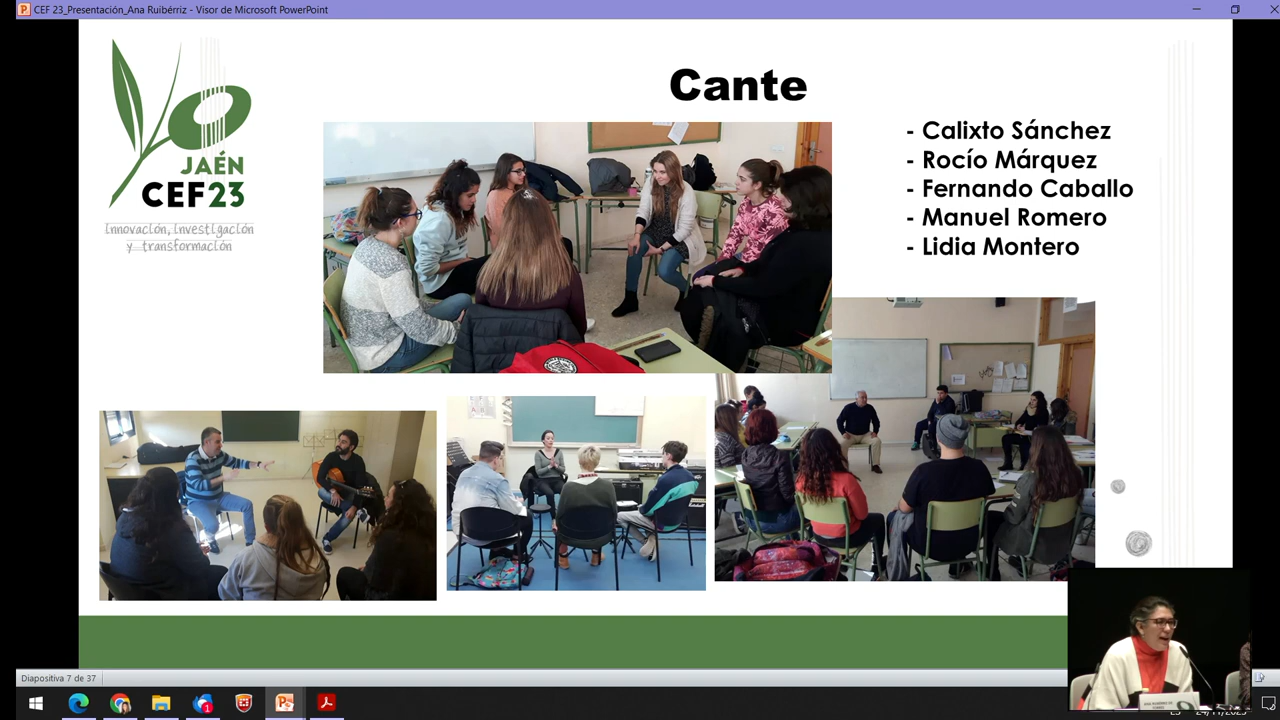 CEF 23_Presentación_Ana Ruibérriz - Visor de Microsoft PowerPoint
JAÉN
CEF23
Innovación, investigación
y transformación
Cante
- Calixto Sánchez
- Rocío Márquez
- Fernando Caballo
- Manuel Romero
- Lidia Montero
Diapositiva 7 de 37